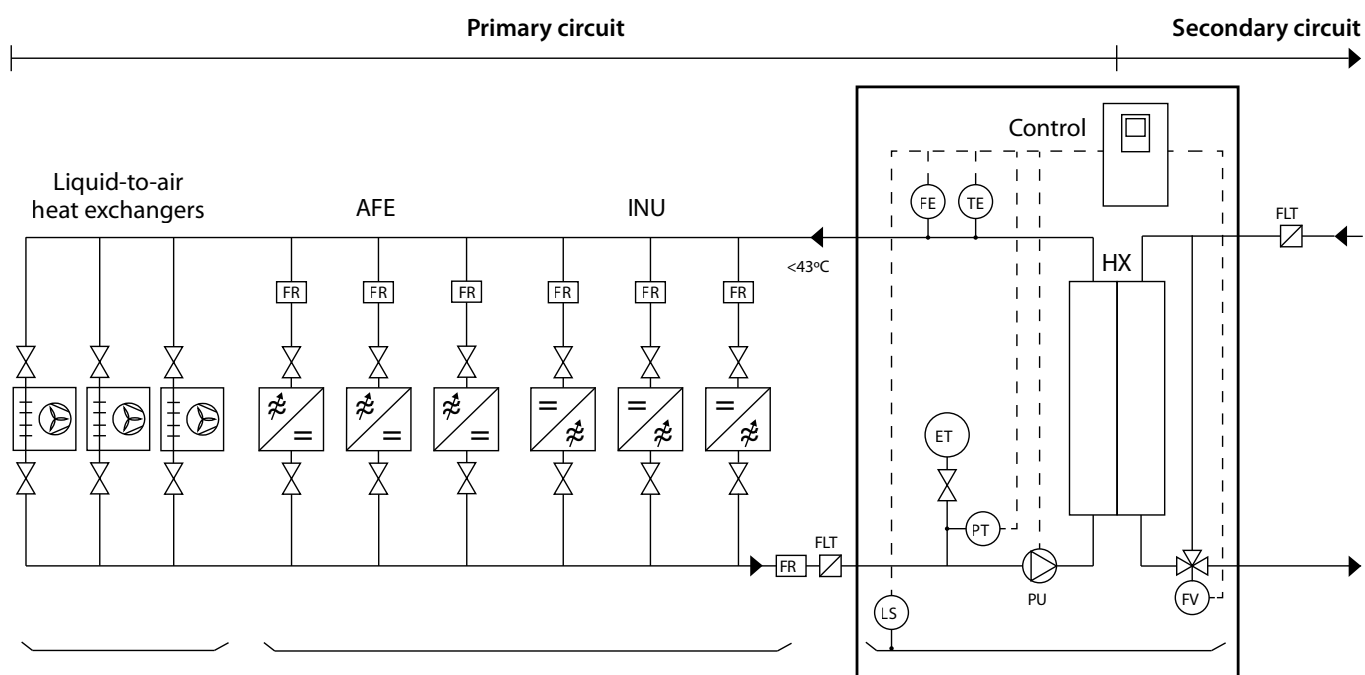 Primary circuit
Secondary circuit
Control
Liquid-to-air
heat exchangers
AFE
INU
FE
TE
FLT
<43ºC
HX
FR
FR
FR
FR
FR
FR
ET
PT
FR
FLT
PU
FV
LS